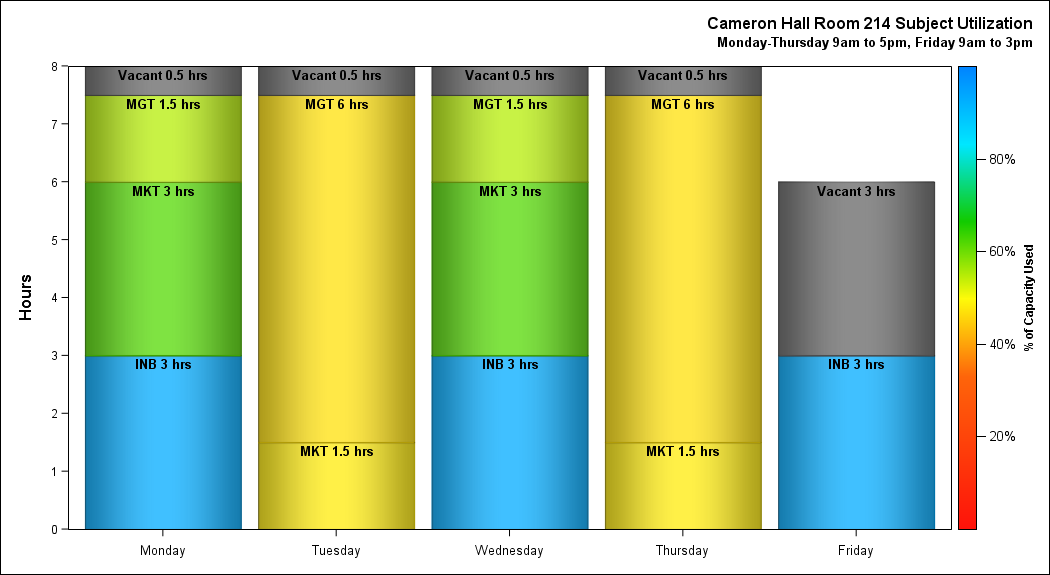 Cameron Hall Room 214 Subject Utilization
Monday-Thursday 9am to 5pm, Friday 9am to 3pm
Hours
8
7
6
5
4
3
2
1
0
Vacant 0.5 hrs
MGT 1.5 hrs
MKT 3 hrs
INB 3 hrs
Vacant 0.5 hrs
MGT 6 hrs
MKT 1.5 hrs
Vacant 0.5 hrs
MGT 1.5 hrs
MKT 3 hrs
INB 3 hrs
Vacant 0.5 hrs
MGT 6 hrs
MKT 1.5 hrs
Vacant 3 hrs
INB 3 hrs
Monday
Tuesday
Wednesday
Thursday
Friday
80%
60%
40%
20%
% of Capacity Used